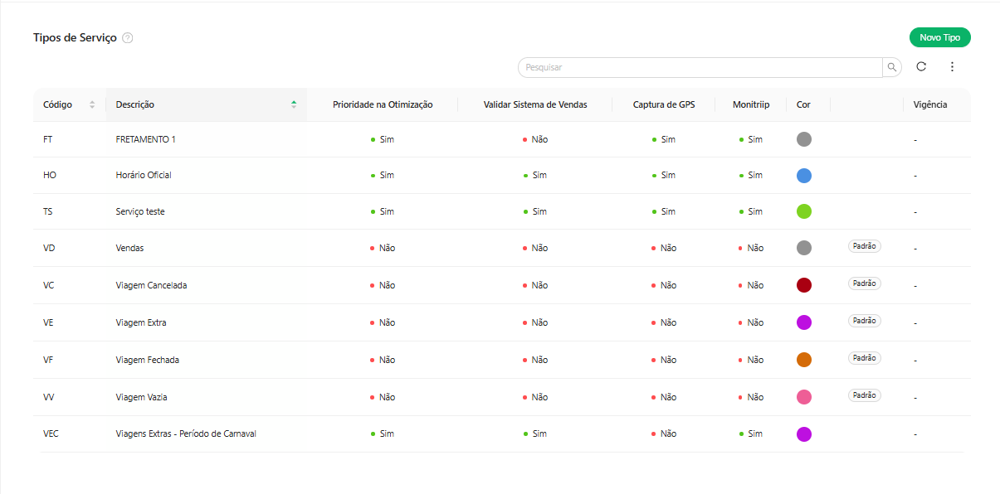 Tipos de Serviço ?
Novo Tipo
Pesquisar
Código Descrição Prioridade na Otimização Validar Sistema de Vendas Captura de GPS Monitriip Cor Vigência
FT FRETAMENTO 1 Sim Não Sim Sim -
HO Horário Oficial Sim Sim Sim Sim -
TS Serviço teste Sim Sim Sim Sim -
VD Vendas Não Não Não Não Padrão -
VC Viagem Cancelada Não Não Não Não Padrão -
VE Viagem Extra Não Não Não Não Padrão -
VF Viagem Fechada Não Não Não Não Padrão -
VV Viagem Vazia Não Não Não Não Padrão -
VEC Viagens Extras - Período de Carnaval Sim Sim Não Sim -